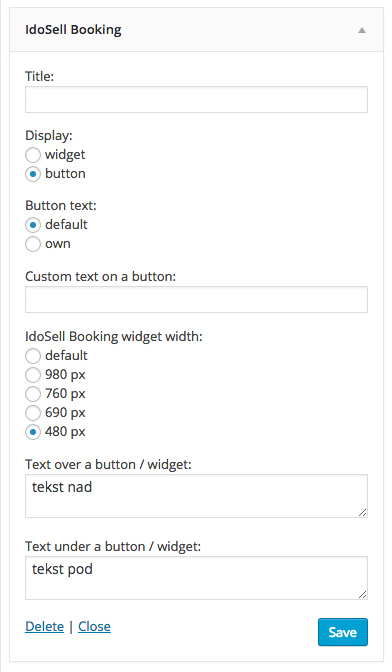 IdoSell Booking
Title:
Display:
widget
button
Button text:
default
own
Custom text on a button:
IdoSell Booking widget width:
default
980 px
760 px
690 px
480 px
Text over a button / widget:
tekst nad
Text under a button / widget:
tekst pod
Delete | Close
Save